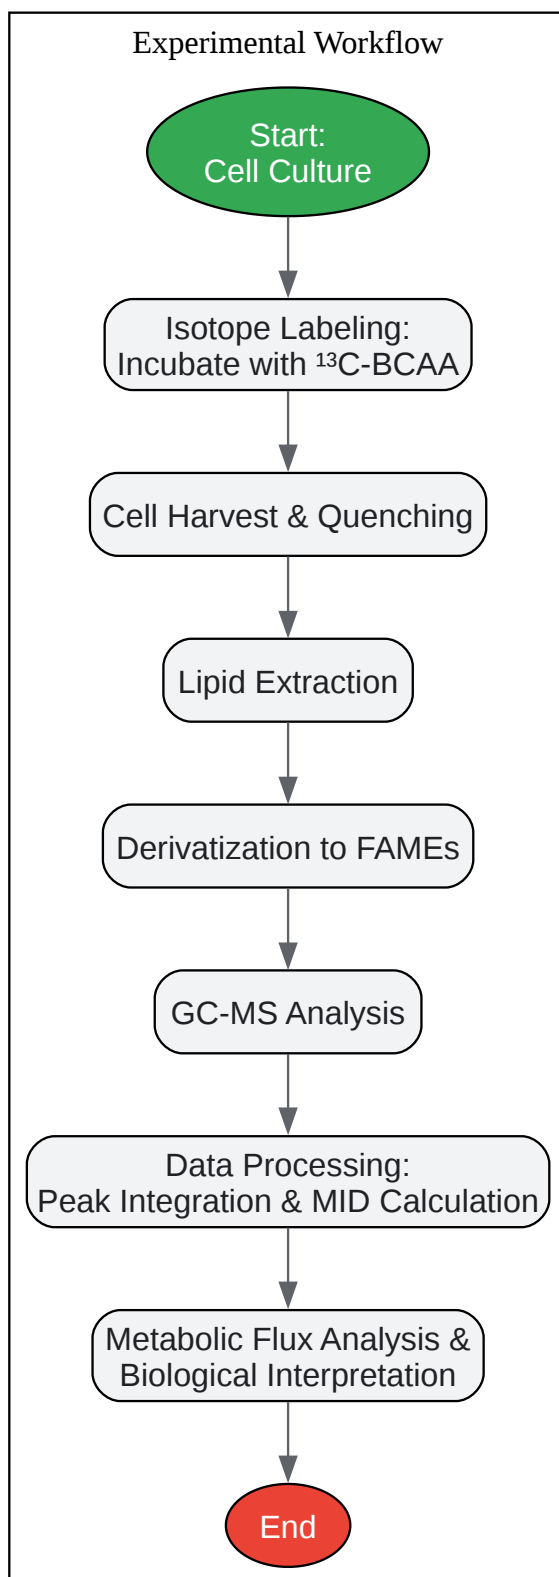 Experimental Workflow
Start:
Cell Culture
Isotope Labeling:
Incubate with ¹³C-BCAA
Cell Harvest & Quenching
Lipid Extraction
Derivatization to FAMEs
GC-MS Analysis
Data Processing:
Peak Integration & MID Calculation
Metabolic Flux Analysis &
Biological Interpretation
End